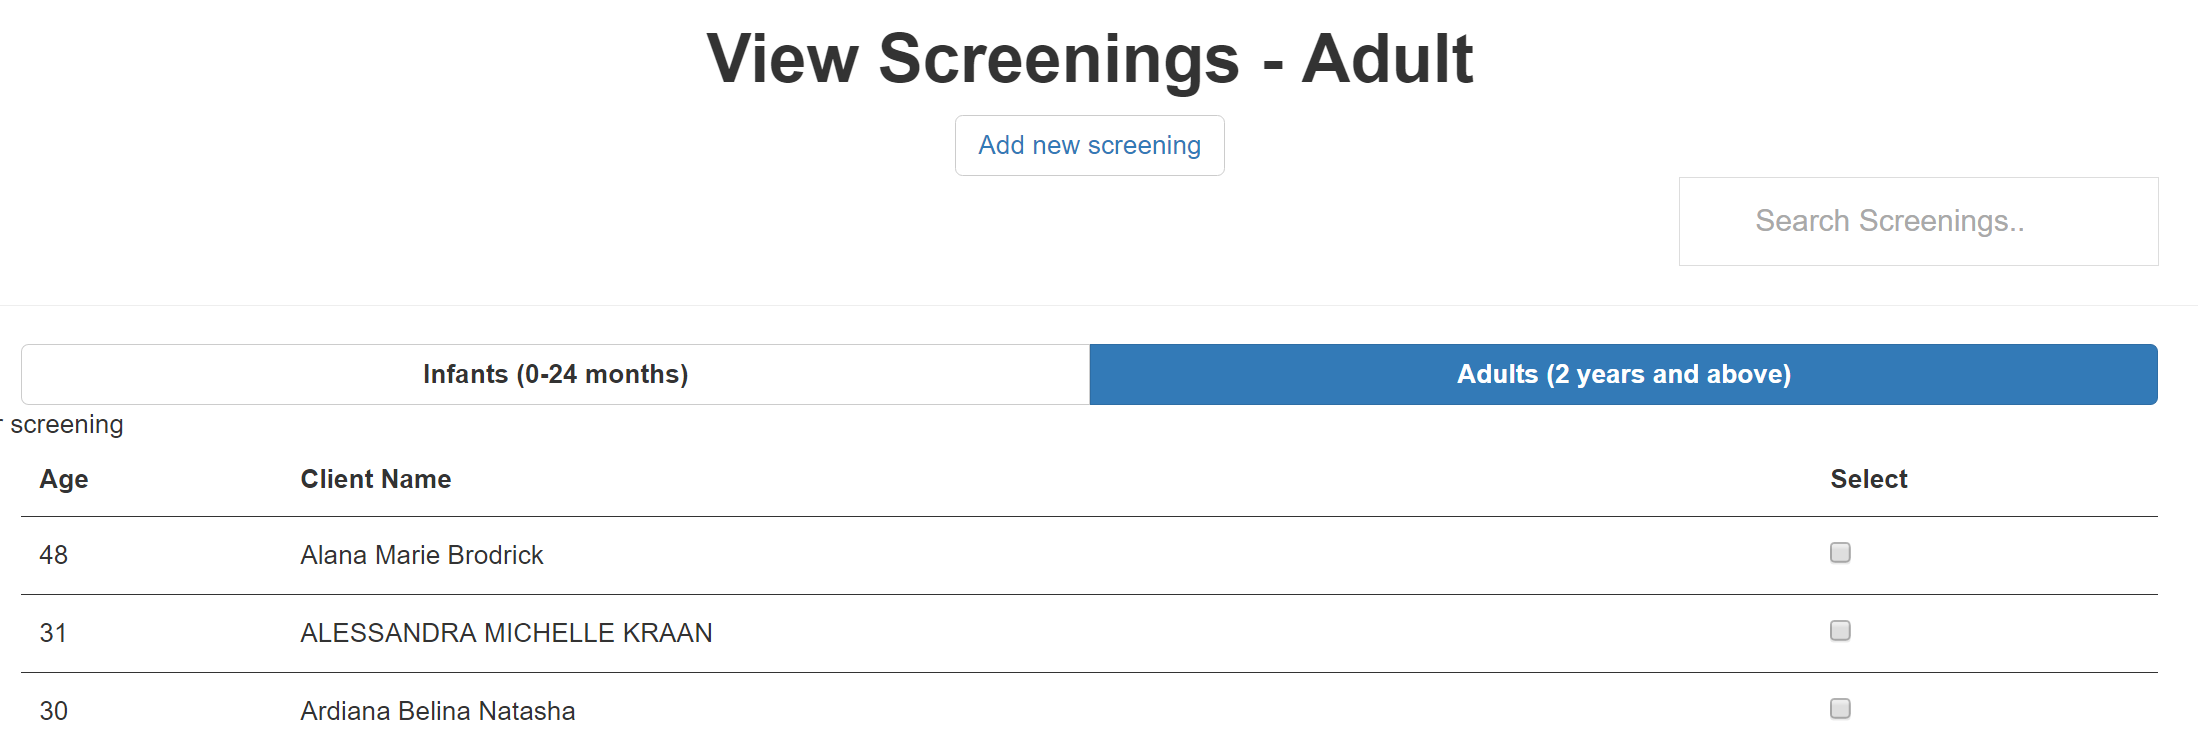 View Screenings - Adult
Add new screening
Search Screenings..
Infants (0-24 months) Adults (2 years and above)
screening
Age Client Name Select
48 Alana Marie Brodrick
31 ALESSANDRA MICHELLE KRAAN
30 Ardiana Belina Natasha